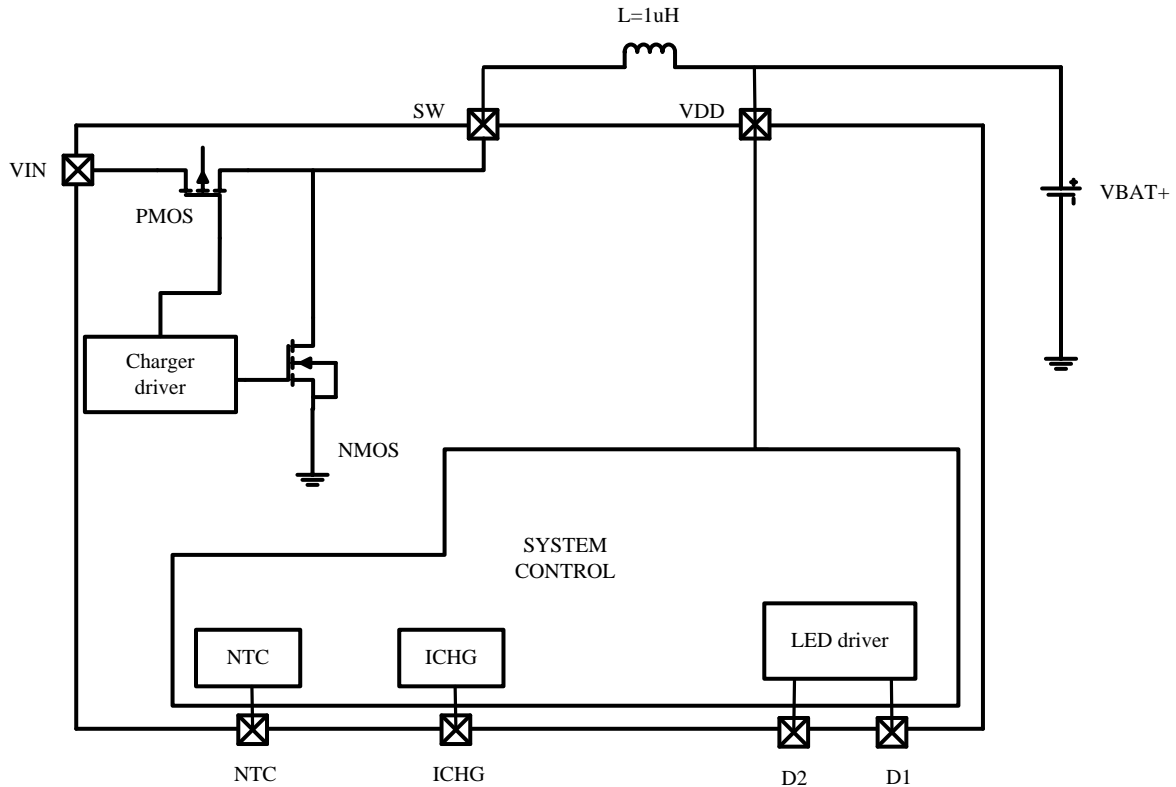 L=1uH
SW
VDD
VIN
PMOS
VBAT+
Charger
driver
NMOS
SYSTEM
CONTROL
NTC
ICHG
LED driver
NTC
ICHG
D2
D1